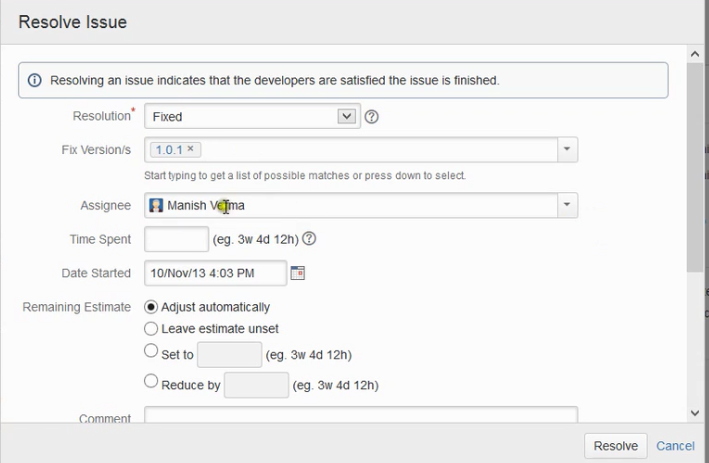 Resolve Issue
Resolving an issue indicates that the developers are satisfied the issue is finished.
Resolution* Fixed
Fix Version/s 1.0.1 ×
Start typing to get a list of possible matches or press down to select.
Assignee Manish Verma
Time Spent (eg. 3w 4d 12h)
Date Started 10/Nov/13 4:03 PM
Remaining Estimate Adjust automatically
Leave estimate unset
Set to (eg. 3w 4d 12h)
Reduce by (eg. 3w 4d 12h)
Comment
Resolve Cancel